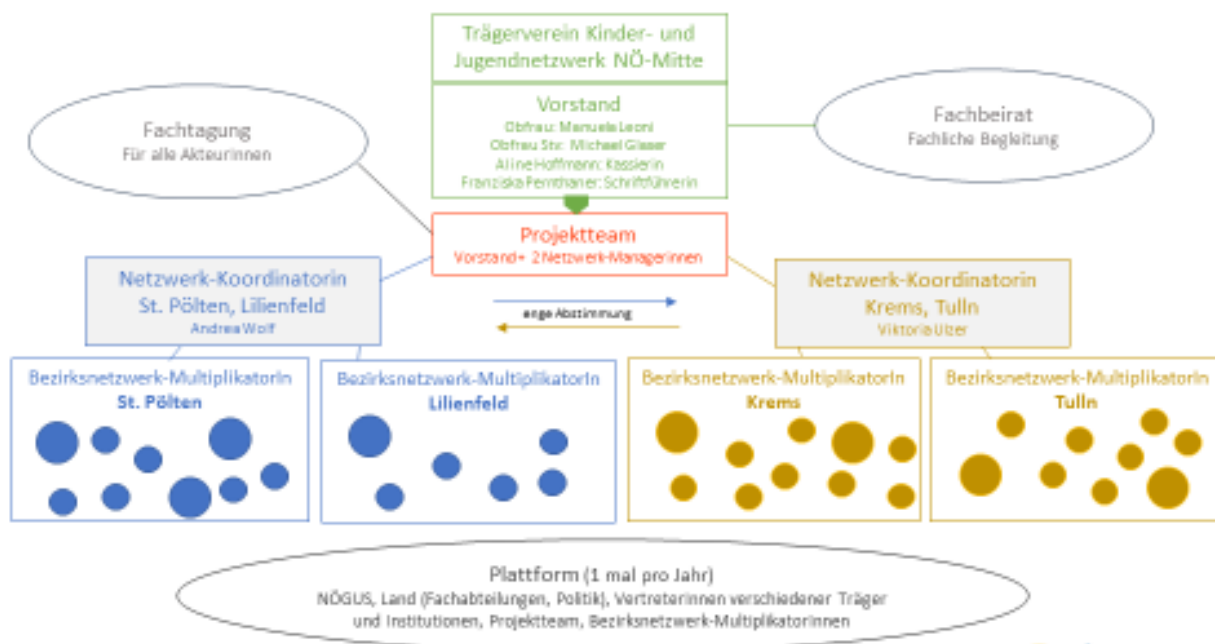 Trägerverein Kinder- und
Jugendnetzwerk NÖ-Mitte
Vorstand
Obfrau: Manuela Leoni
Obfrau Stv: Michael Glaser
Aline Hoffmann: Kassierin
Franziska Pernthaner: Schriftführerin
Fachtagung
Für alle Akteurinnen
Fachbeirat
Fachliche Begleitung
Projektteam
Vorstand + 2 Netzwerk-Managerinnen
Netzwerk-Koordinatorin
St. Pölten, Lilienfeld
Andrea Wolf
enge Abstimmung
Netzwerk-Koordinatorin
Krems, Tulln
Viktoria
Bezirksnetzwerk-MultiplikatorIn
St. Pölten
Bezirksnetzwerk-MultiplikatorIn
Lilienfeld
Bezirksnetzwerk-MultiplikatorIn
Krems
Bezirksnetzwerk-MultiplikatorIn
Tulln
Plattform (1 mal pro Jahr)
NÖGUS, Land (Fachabteilungen, Politik), Vertreterinnen verschiedener Träger
und Institutionen, Projektteam, Bezirksnetzwerk-MultiplikatorInnen